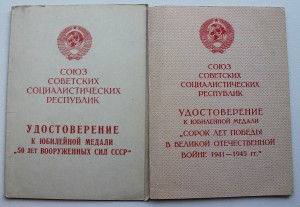 СОЮЗ
СОВЕТСКИХ
СОЦИАЛИСТИЧЕСКИХ
РЕСПУБЛИК
УДОСТОВЕРЕНИЕ
К ЮБИЛЕЙНОЙ МЕДАЛИ
„50 ЛЕТ ВООРУЖЕННЫХ СИЛ СССР"
СОЮЗ
СОВЕТСКИХ
СОЦИАЛИСТИЧЕСКИХ
РЕСПУБЛИК
УДОСТОВЕРЕНИЕ
К ЮБИЛЕЙНОЙ МЕДАЛИ
„СОРОК ЛЕТ ПОБЕДЫ
В ВЕЛИКОЙ ОТЕЧЕСТВЕННОЙ
ВОЙНЕ 1941—1945 гг."